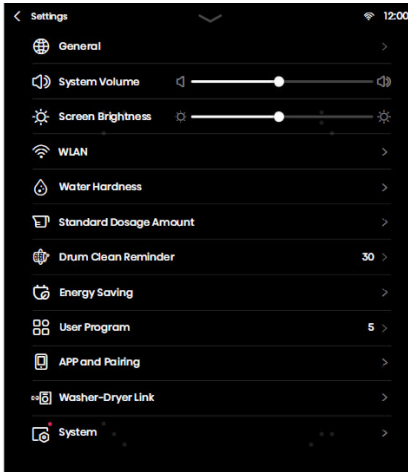 Settings 12:00
General
System Volume
Screen Brightness
WLAN
Water Hardness
Standard Dosage Amount
Drum Clean Reminder 30
Energy Saving
User Program 5
APP and Pairing
Washer-Dryer Link
System